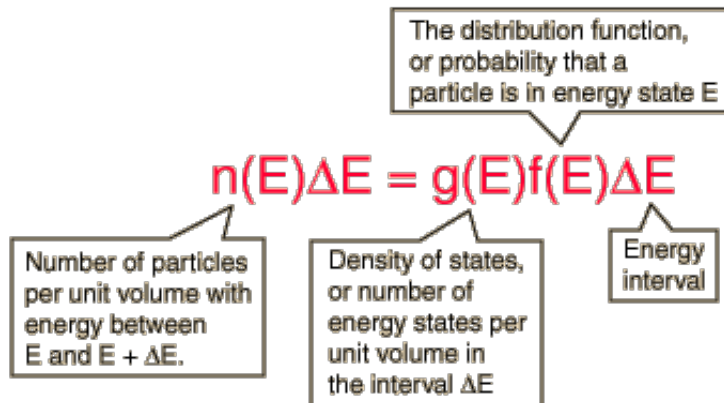 The distribution function,
or probability that a
particle is in energy state E
n(E)ΔE = g(E)f(E)ΔE
Number of particles
per unit volume with
energy between
E and E + ΔE.
Density of states,
or number of
energy states per
unit volume in
the interval ΔE
Energy
interval